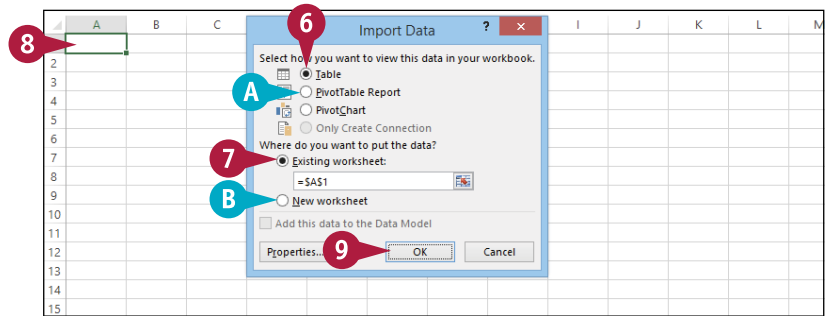 A B C I J K L M
6
Import Data ? ×
8
Select how you want to view this data in your workbook.
2
Table
3
A
PivotTable Report
4
PivotChart
5
Only Create Connection
6
Where do you want to put the data?
7
7
Existing worksheet:
8
=$A$1
9
B
New worksheet
10
Add this data to the Data Model
11
12
Properties...
9
OK
Cancel
13
14
15